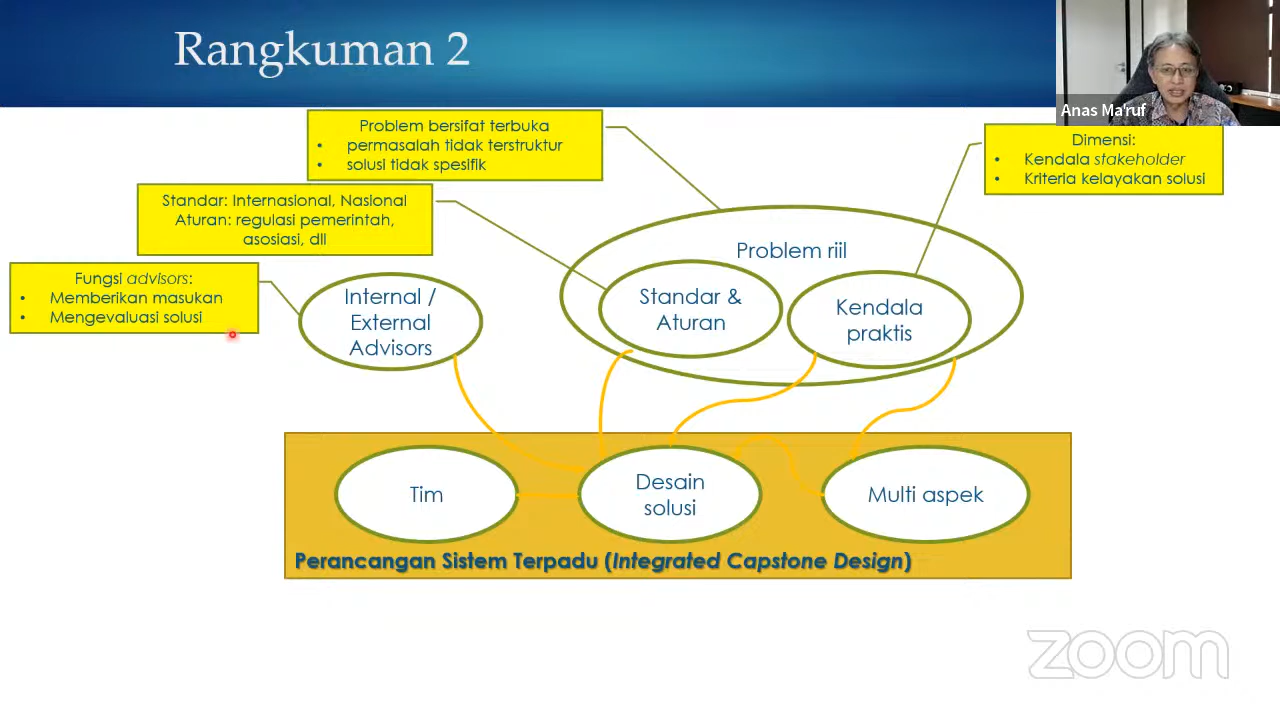 Rangkuman 2
Anas Ma'ruf
Problem bersifat terbuka
• permasalah tidak terstruktur
• solusi tidak spesifik
Dimensi:
• Kendala stakeholder
• Kriteria kelayakan solusi
Standar: Internasional, Nasional
Aturan: regulasi pemerintah,
asosiasi, dll
Fungsi advisors:
• Memberikan masukan
• Mengevaluasi solusi
Problem riil
Internal /
External
Advisors
Standar &
Aturan
Kendala
praktis
Tim
Desain
solusi
Multi aspek
Perancangan Sistem Terpadu (Integrated Capstone Design)
zoom